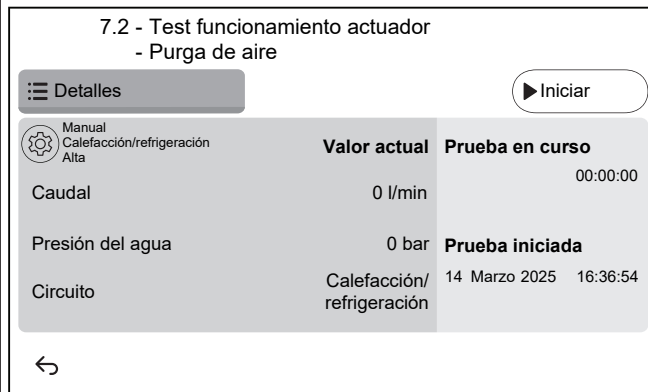 7.2 - Test funcionamiento actuador
- Purga de aire
Detalles
Iniciar
Manual
Calefacción/refrigeración
Alta
Valor actual
Prueba en curso
00:00:00
Caudal
0 l/min
Presión del agua
0 bar
Prueba iniciada
14 Marzo 2025
16:36:54
Circuito
Calefacción/
refrigeración